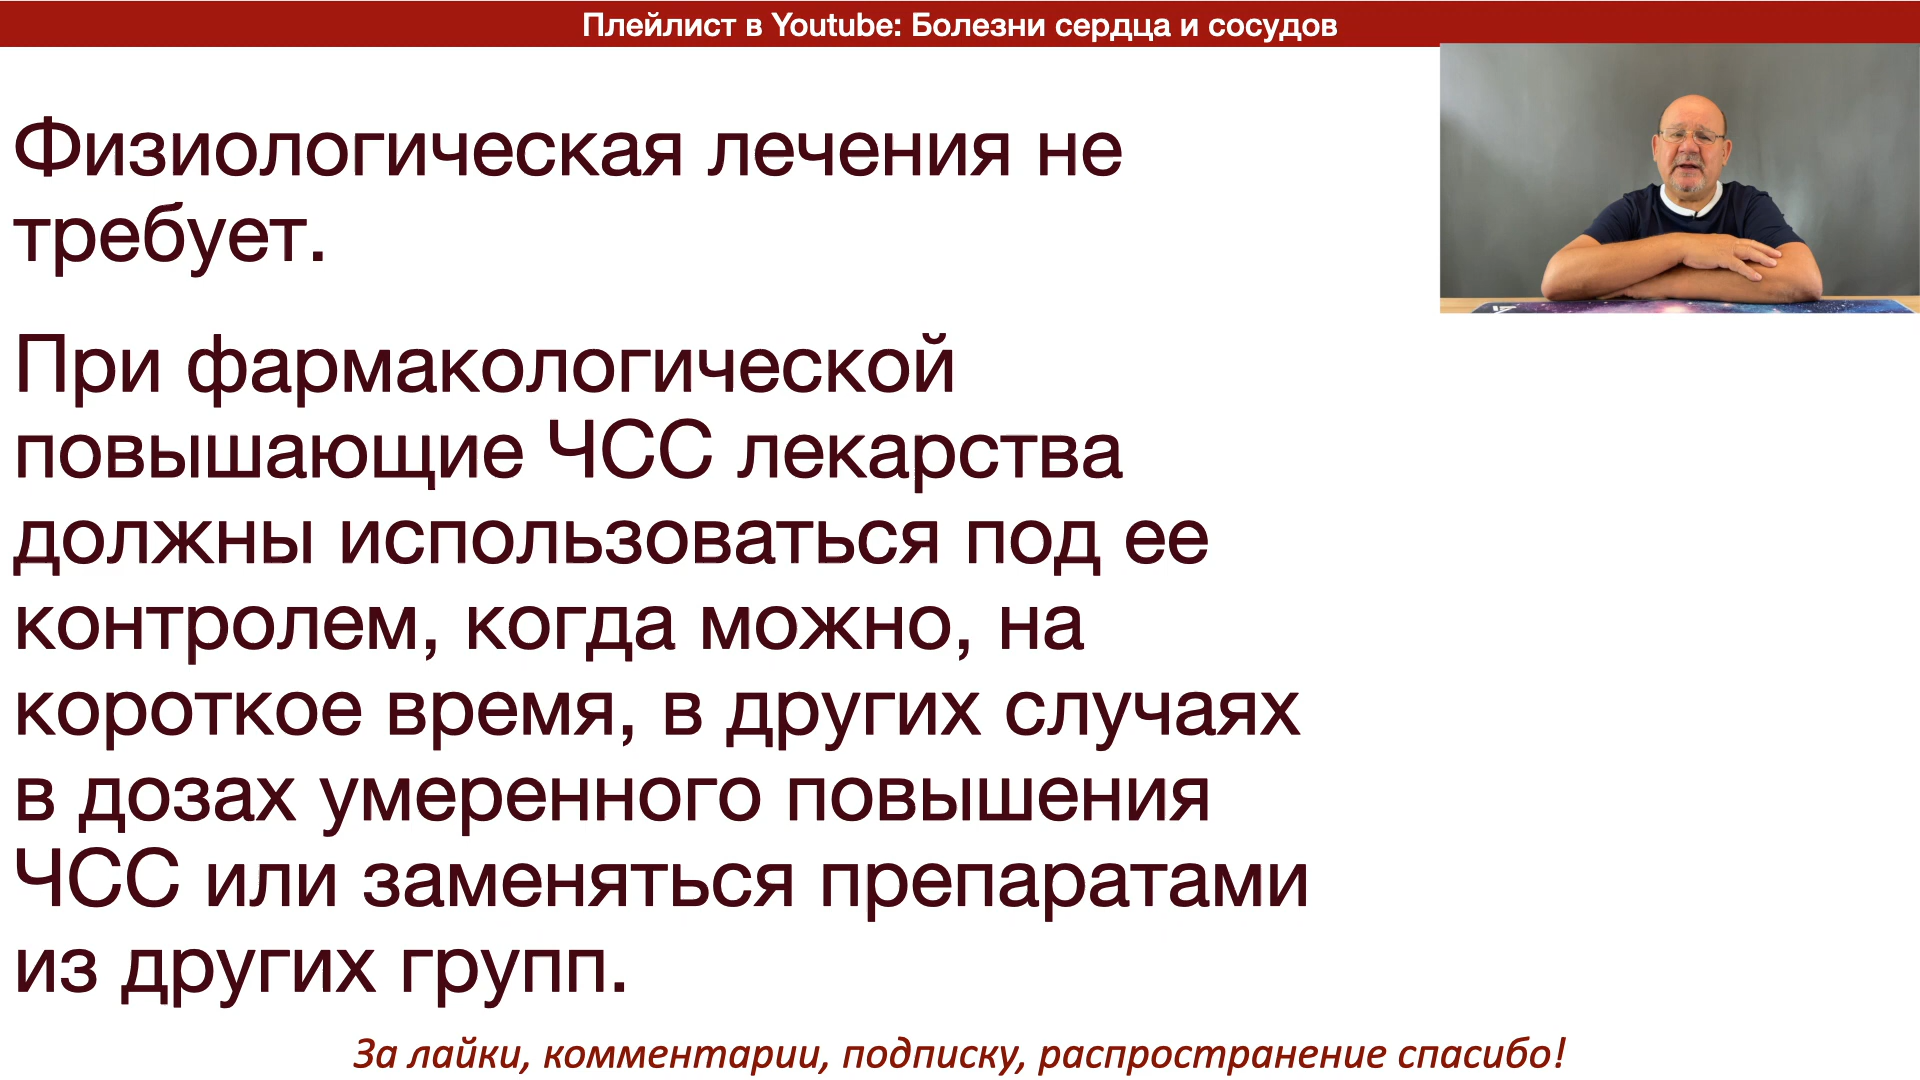 Плейлист в Youtube: Болезни сердца и сосудов
Физиологическая лечения не
требует.
При фармакологической
повышающие ЧСС лекарства
должны использоваться под ее
контролем, когда можно, на
короткое время, в других случаях
в дозах умеренного повышения
ЧСС или заменяться препаратами
из других групп.
За лайки, комментарии, подписку, распространение спасибо!